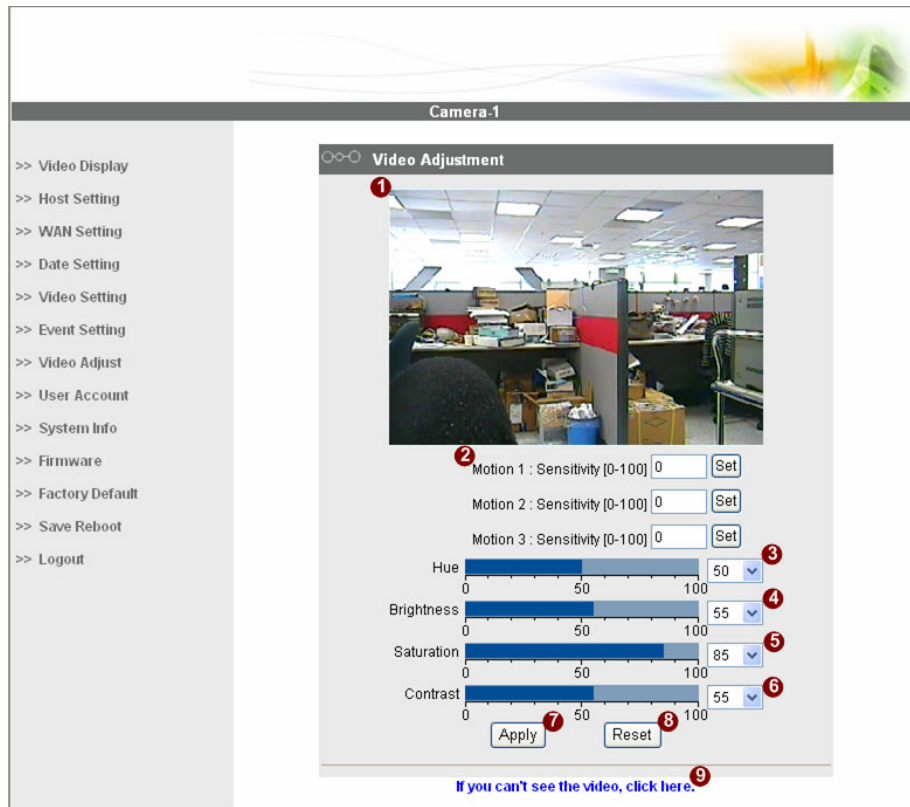 Camera-1
>> Video Display
>> Host Setting
>> WAN Setting
>> Date Setting
>> Video Setting
>> Event Setting
>> Video Adjust
>> User Account
>> System Info
>> Firmware
>> Factory Default
>> Save Reboot
>> Logout
Video Adjustment
1
2
Motion 1 : Sensitivity [0-100] 0 Set
Motion 2 : Sensitivity [0-100] 0 Set
Motion 3 : Sensitivity [0-100] 0 Set
3
Hue 50
0 50 100
4
Brightness 55
0 50 100
5
Saturation 85
0 50 100
6
Contrast 55
0 50 100
7 8
Apply Reset
If you can't see the video, click here. 9